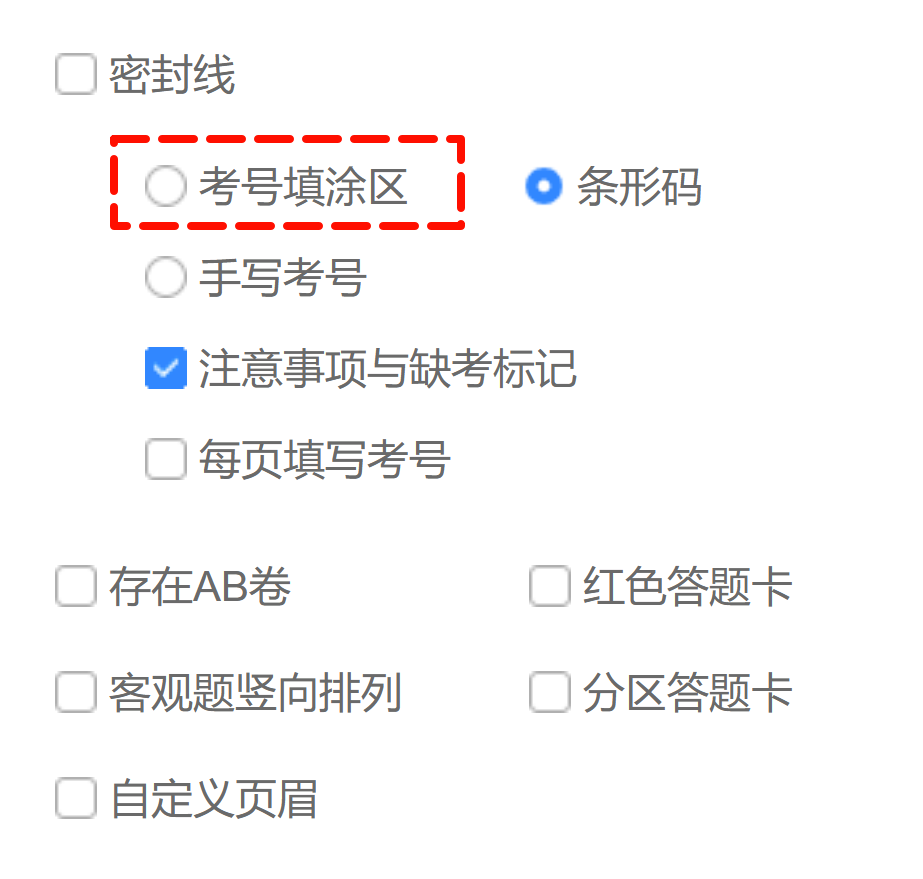 密封线
考号填涂区 条形码
手写考号
注意事项与缺考标记
每页填写考号
存在AB卷 红色答题卡
客观题竖向排列 分区答题卡
自定义页眉